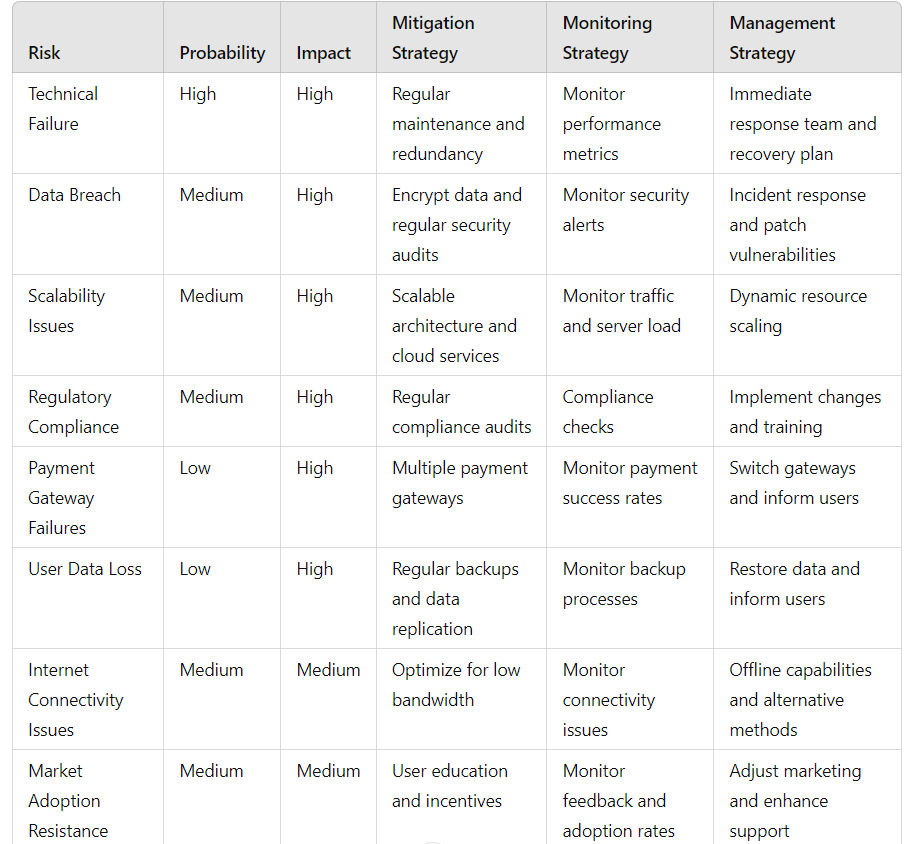 Risk Probability Impact Mitigation Strategy Monitoring Strategy Management Strategy
Technical Failure High High Regular maintenance and redundancy Monitor performance metrics Immediate response team and recovery plan
Data Breach Medium High Encrypt data and regular security audits Monitor security alerts Incident response and patch vulnerabilities
Scalability Issues Medium High Scalable architecture and cloud services Monitor traffic and server load Dynamic resource scaling
Regulatory Compliance Medium High Regular compliance audits Compliance checks Implement changes and training
Payment Gateway Failures Low High Multiple payment gateways Monitor payment success rates Switch gateways and inform users
User Data Loss Low High Regular backups and data replication Monitor backup processes Restore data and inform users
Internet Connectivity Issues Medium Medium Optimize for low bandwidth Monitor connectivity issues Offline capabilities and alternative methods
Market Adoption Resistance Medium Medium User education and incentives Monitor feedback and adoption rates Adjust marketing and enhance support